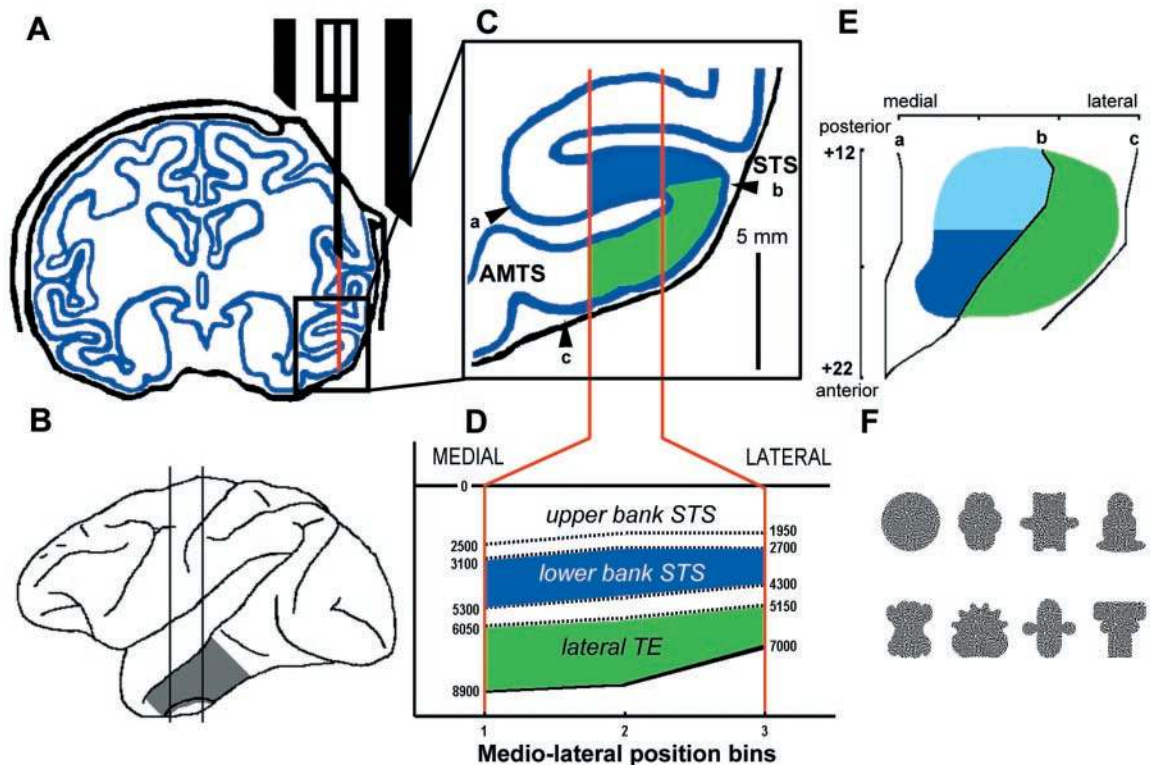 A
C
STS
b
a
5 mm
AMTS
c
E
medial lateral
posterior
a b c
+12
+22
anterior
B
D
MEDIAL LATERAL
0
upper bank STS
1950
2500
2700
3100
lower bank STS
4300
5300
5150
6050
lateral TE
7000
8900
1 2 3
Medio-lateral position bins
F